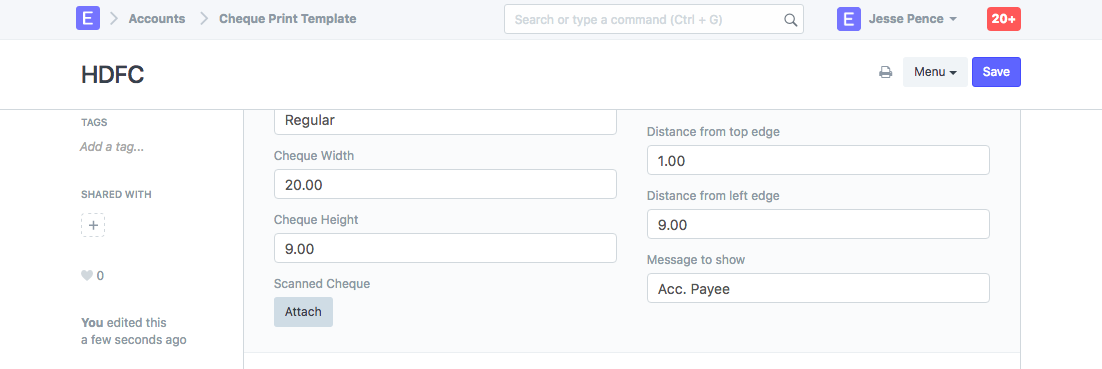 E Accounts Cheque Print Template Search or type a command (Ctrl + G) E Jesse Pence 20+
HDFC Menu Save
TAGS
Add a tag...
SHARED WITH
+
0
You edited this
a few seconds ago
Regular
Cheque Width
20.00
Cheque Height
9.00
Scanned Cheque
Attach
Distance from top edge
1.00
Distance from left edge
9.00
Message to show
Acc. Payee